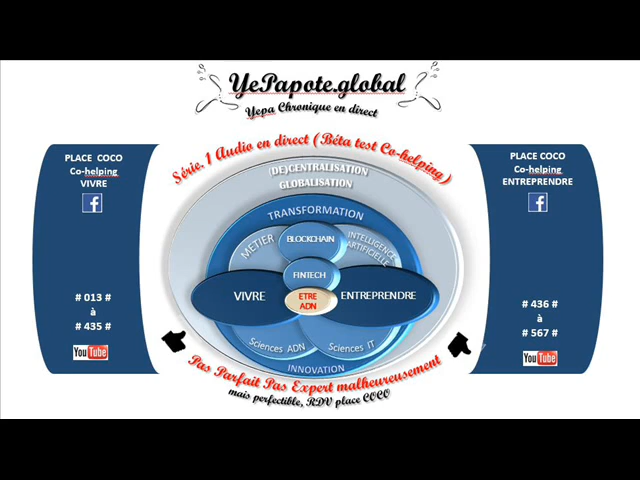 YePapote.global
Yepa Chronique en direct
Série, 1 Audio en direct (Béta test Co-helping)
PLACE COCO
Co-helping
VIVRE
# 013 #
à
# 435 #
YouTube
(DE)CENTRALISATION
GLOBALISATION
TRANSFORMATION
METIER
BLOCKCHAIN
INTELLIGENCE
ARTIFICIELLE
FINTECH
VIVRE
ETRE
ADN
ENTREPRENDRE
Sciences ADN
Sciences IT
INNOVATION
Pas Parfait Pas Expert malheureusement
mais perfectible, RDV place COCO
PLACE COCO
Co-helping
ENTREPRENDRE
# 436 #
à
# 567 #
YouTube